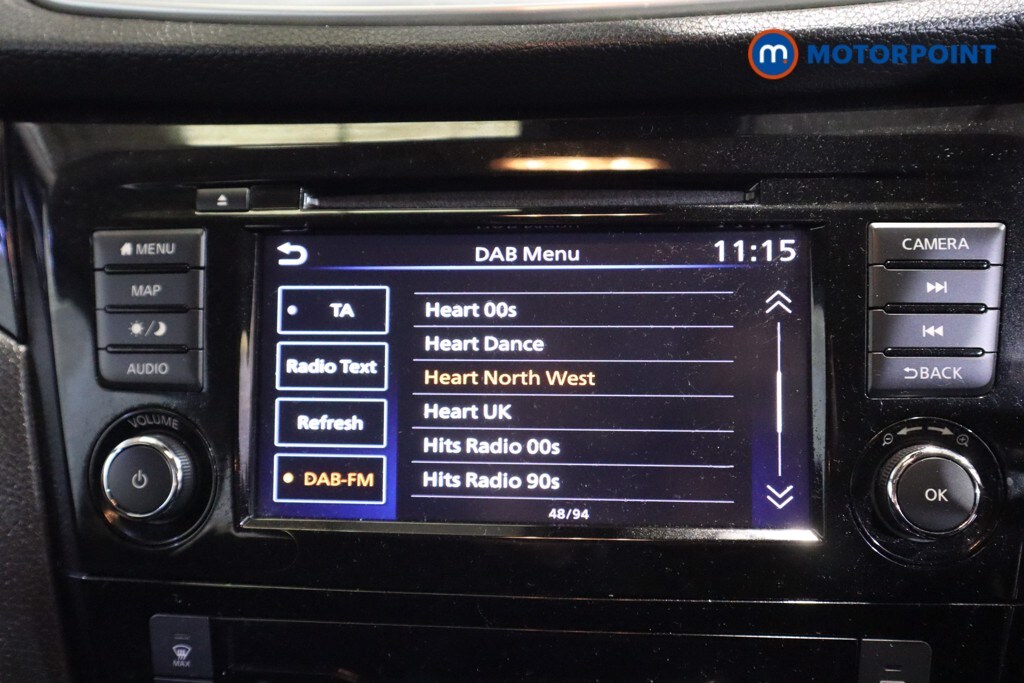 m. MOTORPOINT
MENU
MAP
AUDIO
VOLUME
DAB Menu
11:15
TA
Radio Text
Refresh
DAB-FM
Heart 00s
Heart Dance
Heart North West
Heart UK
Hits Radio 00s
Hits Radio 90s
48/94
CAMERA
BACK
OK
MAX